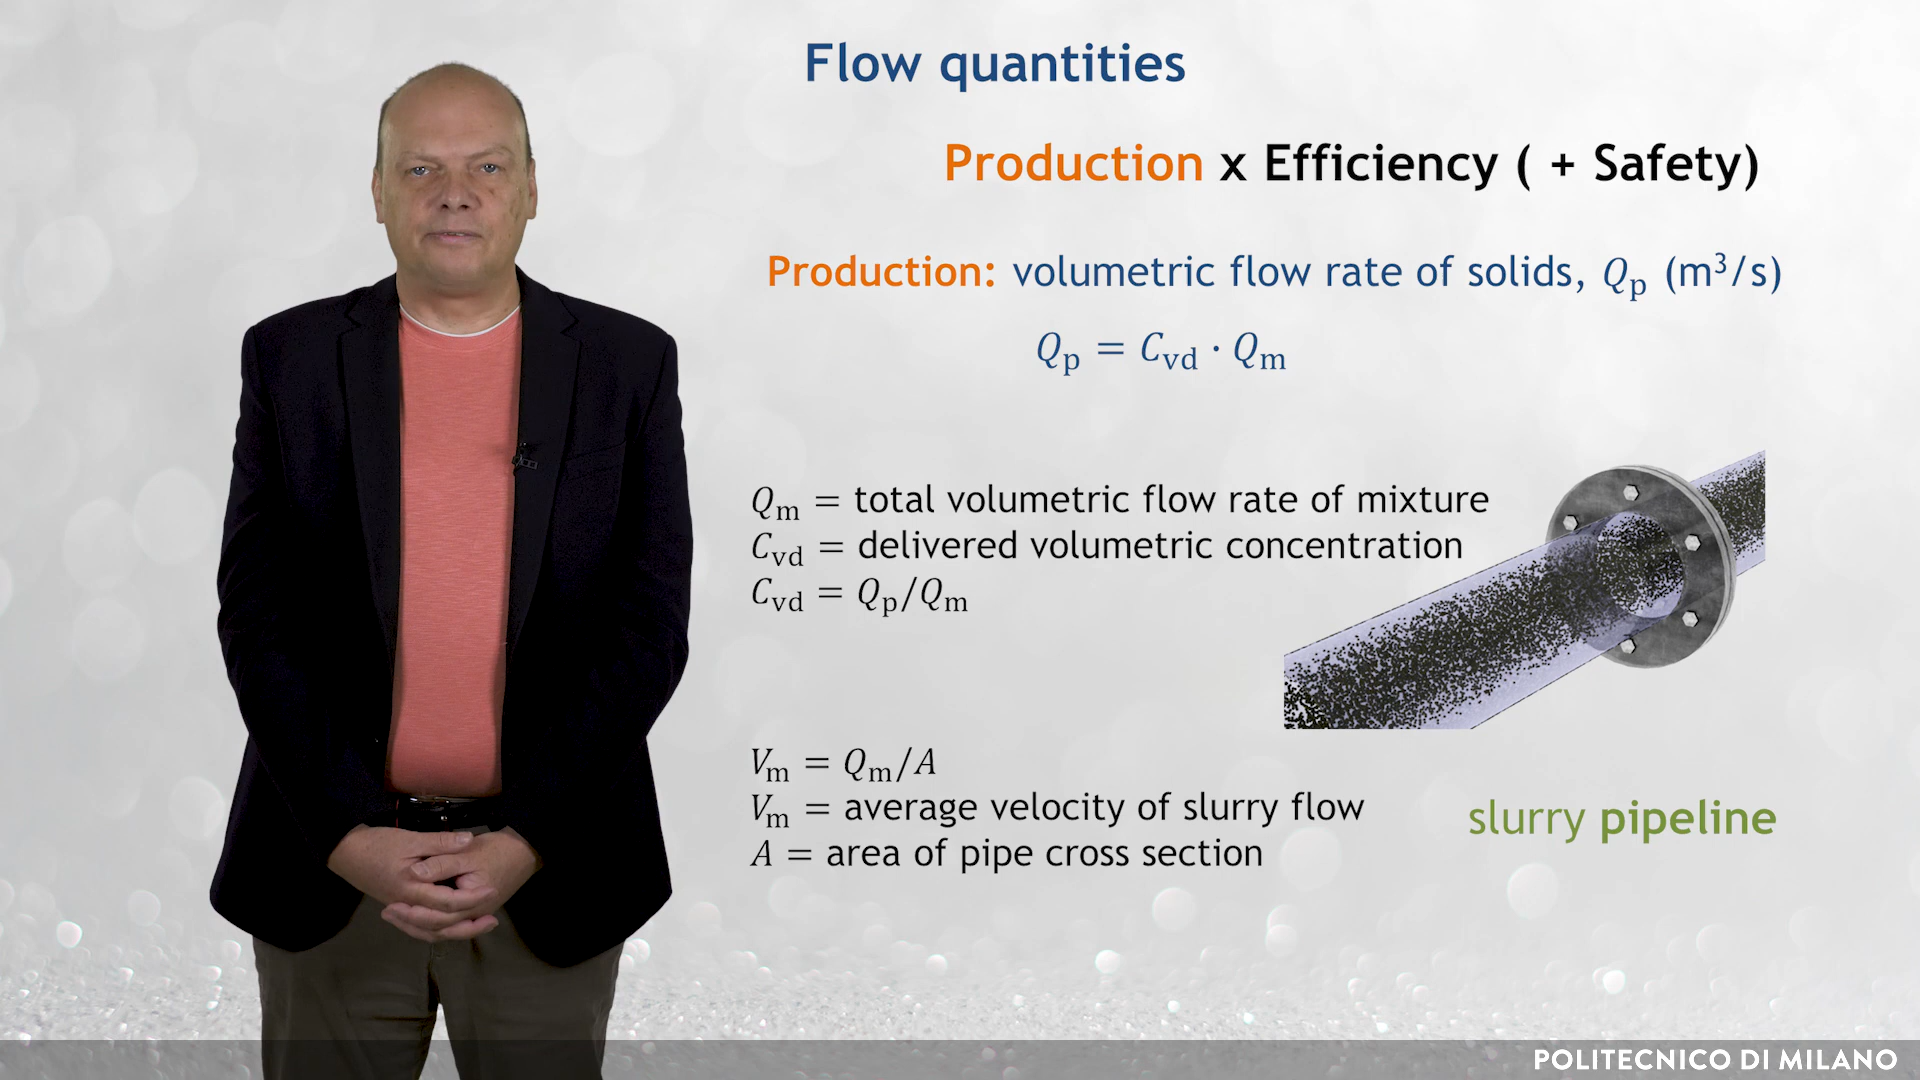 Flow quantities
Production x Efficiency ( + Safety)
Production: volumetric flow rate of solids, Qp (m³/s)
Qp = Cvd · Qm
Qm = total volumetric flow rate of mixture
Cvd = delivered volumetric concentration
Cvd = Qp/Qm
Vm = Qm/A
Vm = average velocity of slurry flow
A = area of pipe cross section
slurry pipeline
POLITECNICO DI MILANO